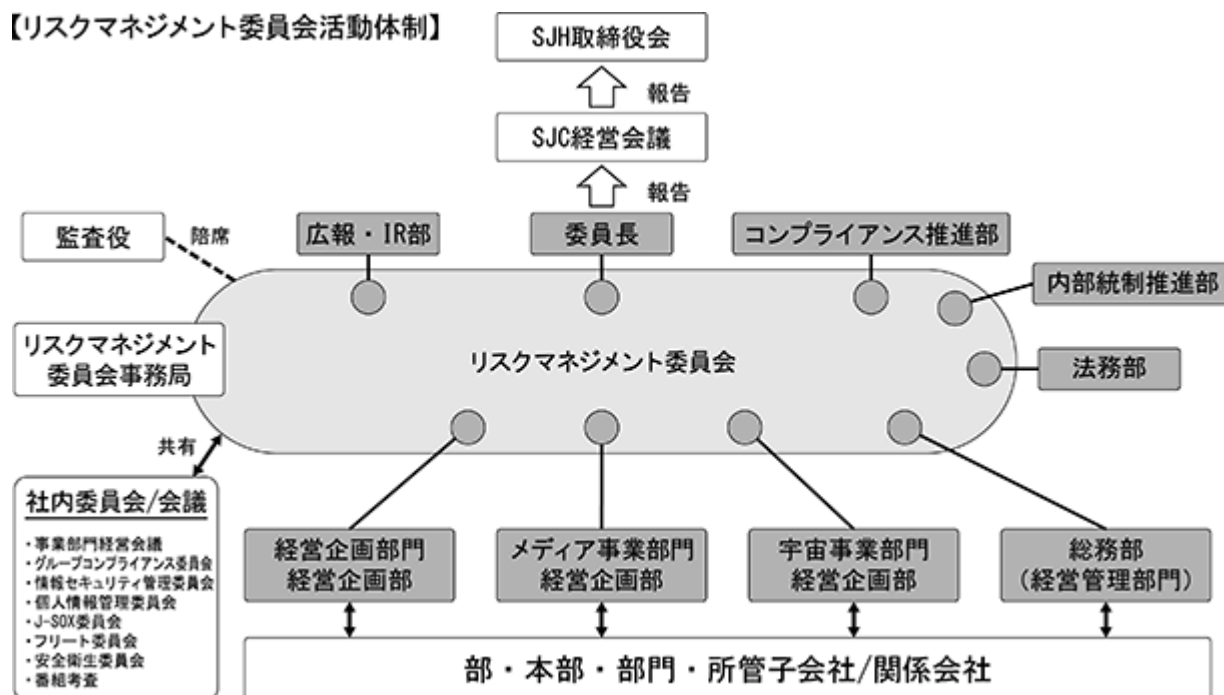 【リスクマネジメント委員会活動体制】
SJH取締役会
報告
SJC経営会議
報告
監査役
陪席
広報・IR部
委員長
コンプライアンス推進部
内部統制推進部
リスクマネジメント
委員会事務局
リスクマネジメント委員会
法務部
共有
社内委員会/会議
・事業部門経営会議
・グループコンプライアンス委員会
・情報セキュリティ管理委員会
・個人情報管理委員会
・J-SOX委員会
・フリート委員会
・安全衛生委員会
・番組考査
経営企画部門
経営企画部
メディア事業部門
経営企画部
宇宙事業部門
経営企画部
総務部
（経営管理部門）
部・本部・部門・所管子会社/関係会社